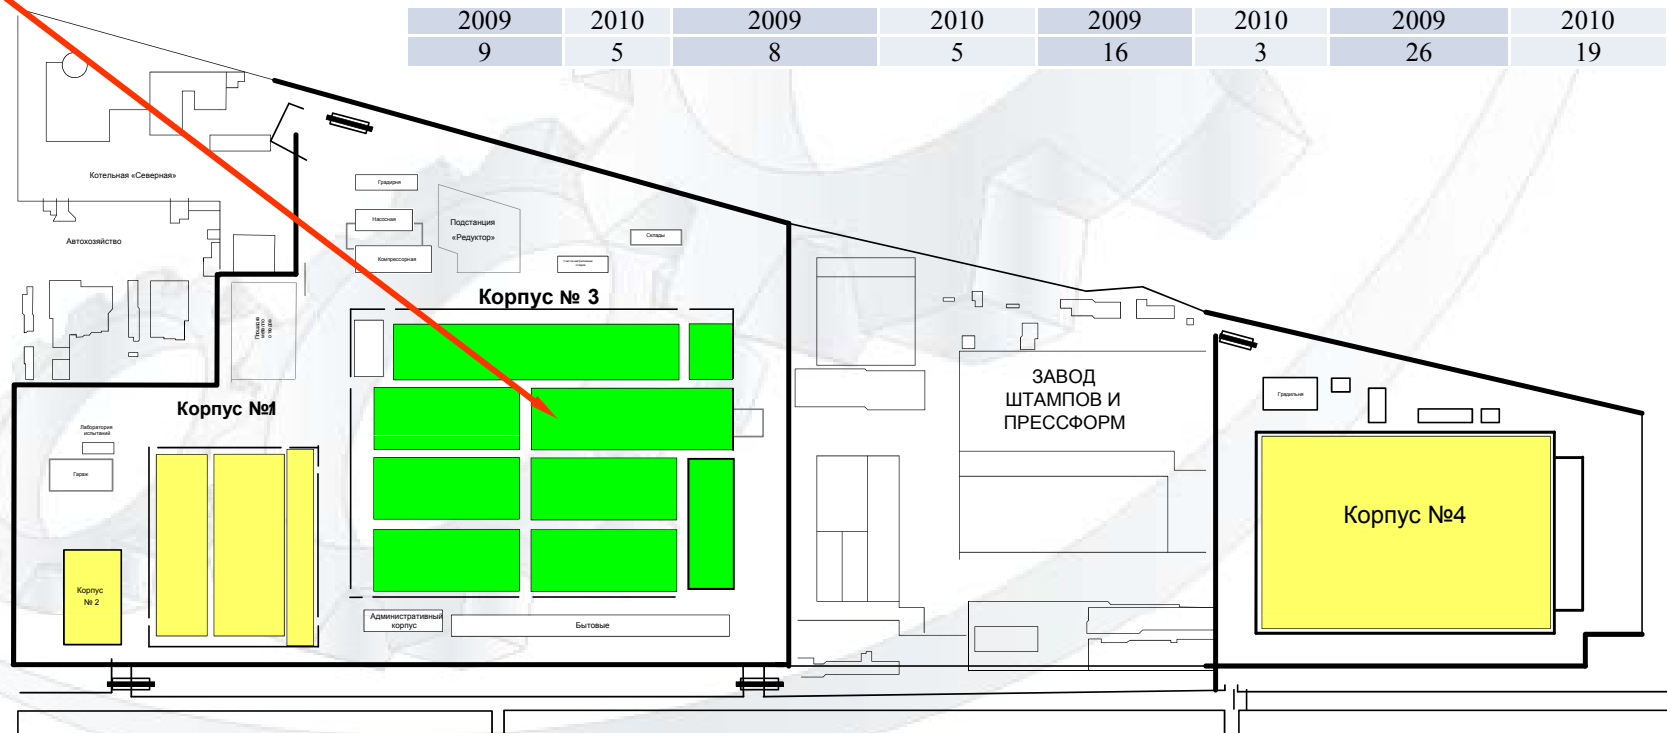 2009 2010 2009 2010 2009 2010 2009 2010
9 5 8 5 16 3 26 19
Котельная «Северная»
Градирня
Насосная
Подстанция
«Редуктор»
Склады
Автохозяйство
Компрессорная
Корпус № 3
ЗАВОД
ШТАМПОВ И
ПРЕССФОРМ
Градильня
Корпус №1
Лаборатория
испытаний
Гараж
Корпус №4
Корпус
№ 2
Административный
корпус
Бытовые